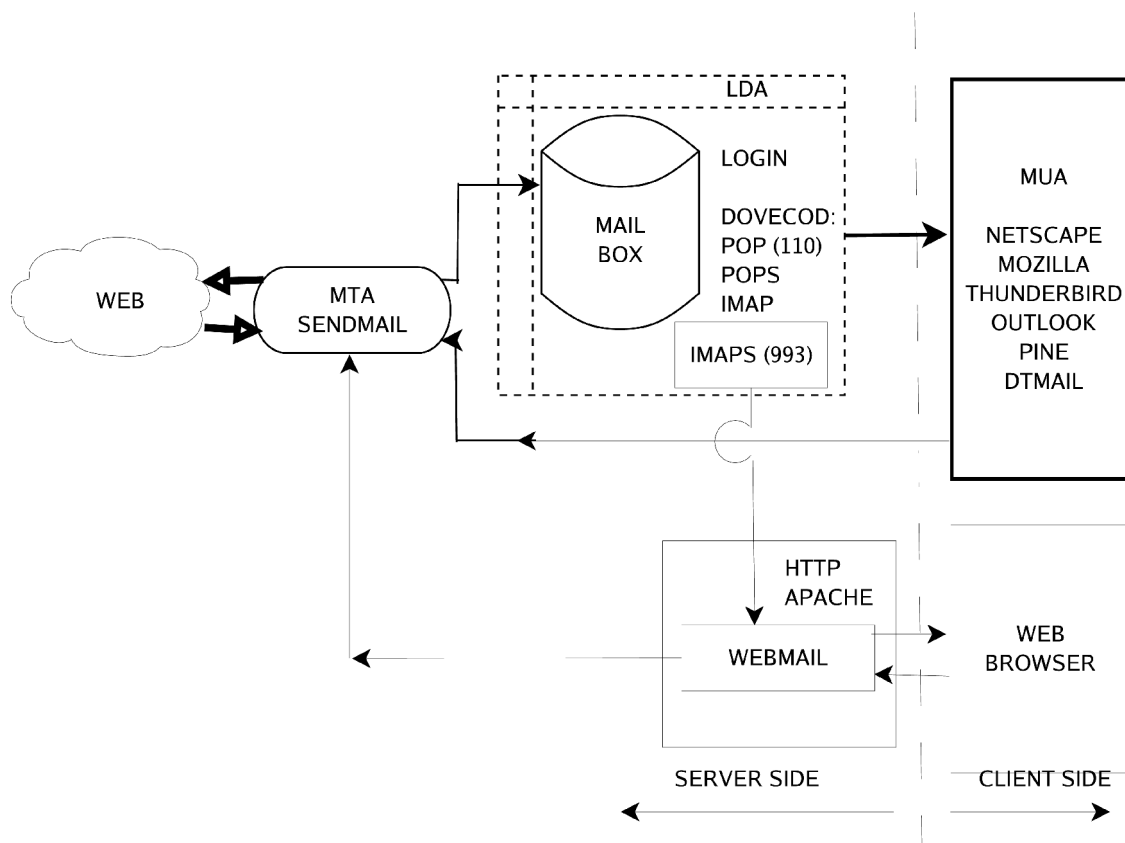 LDA
LOGIN
DOVECOD:
POP (110)
POPS
IMAP
IMAPS (993)
MAIL
BOX
MUA
NETSCAPE
MOZILLA
THUNDERBIRD
OUTLOOK
PINE
DTMAIL
WEB
MTA
SENDMAIL
HTTP
APACHE
WEBMAIL
WEB
BROWSER
SERVER SIDE
CLIENT SIDE